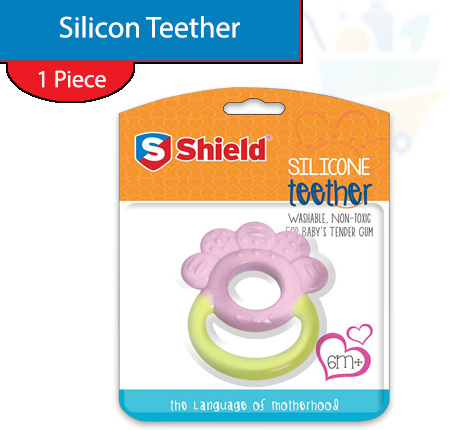 Silicon Teether
1 Piece
S Shield®
SILICONE
teether
WASHABLE, NON-TOXIC
FOR BABY'S TENDER GUM
6m+
the language of motherhood